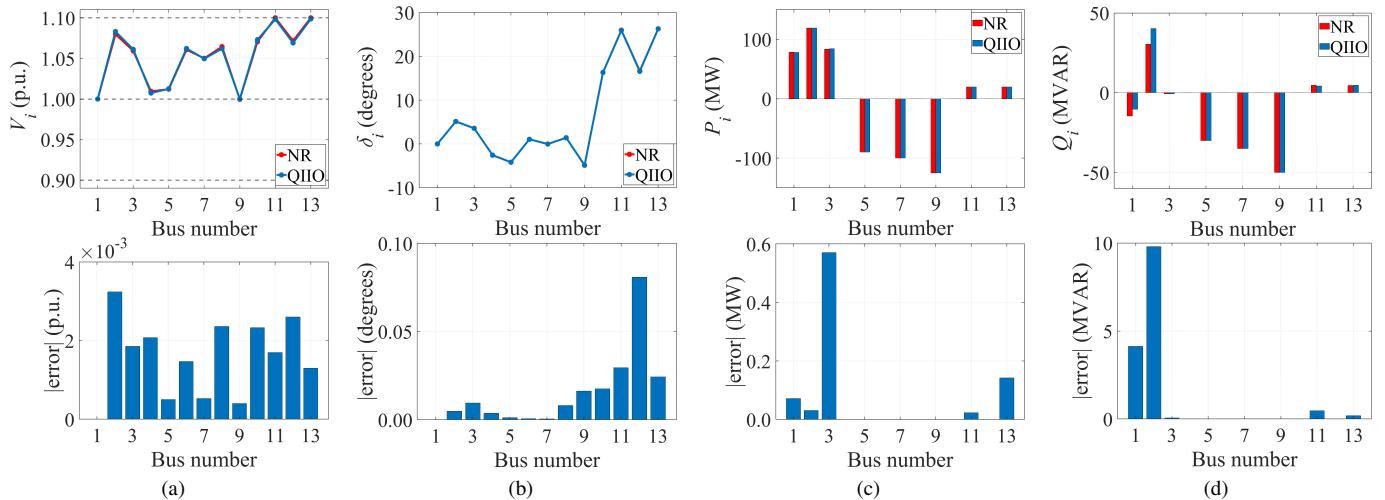 1.10
1.05
1.00
0.95
0.90
V_i (p.u.)
NR
QIIO
1 3 5 7 9 11 13
Bus number
30
20
10
0
-10
δ_i (degrees)
NR
QIIO
1 3 5 7 9 11 13
Bus number
100
0
-100
P_i (MW)
NR
QIIO
1 3 5 7 9 11 13
Bus number
50
0
-50
Q_i (MVAR)
NR
QIIO
1 3 5 7 9 11 13
Bus number
×10⁻³
4
2
0
|error| (p.u.)
1 3 5 7 9 11 13
Bus number
(a)
0.10
0.05
0.00
|error| (degrees)
1 3 5 7 9 11 13
Bus number
(b)
0.6
0.4
0.2
0.0
|error| (MW)
1 3 5 7 9 11 13
Bus number
(c)
10
5
0
|error| (MVAR)
1 3 5 7 9 11 13
Bus number
(d)